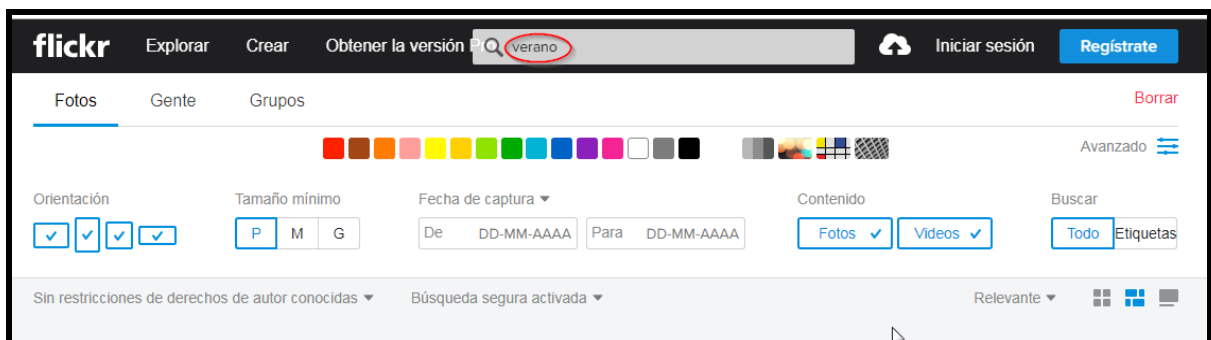 flickr Explorar Crear Obtener la versión Pro verano Iniciar sesión Regístrate
Fotos Gente Grupos Borrar
Avanzado
Orientación Tamaño mínimo Fecha de captura Contenido Buscar
P M G De DD-MM-AAAA Para DD-MM-AAAA Fotos Videos Todo Etiquetas
Sin restricciones de derechos de autor conocidas Búsqueda segura activada Relevante